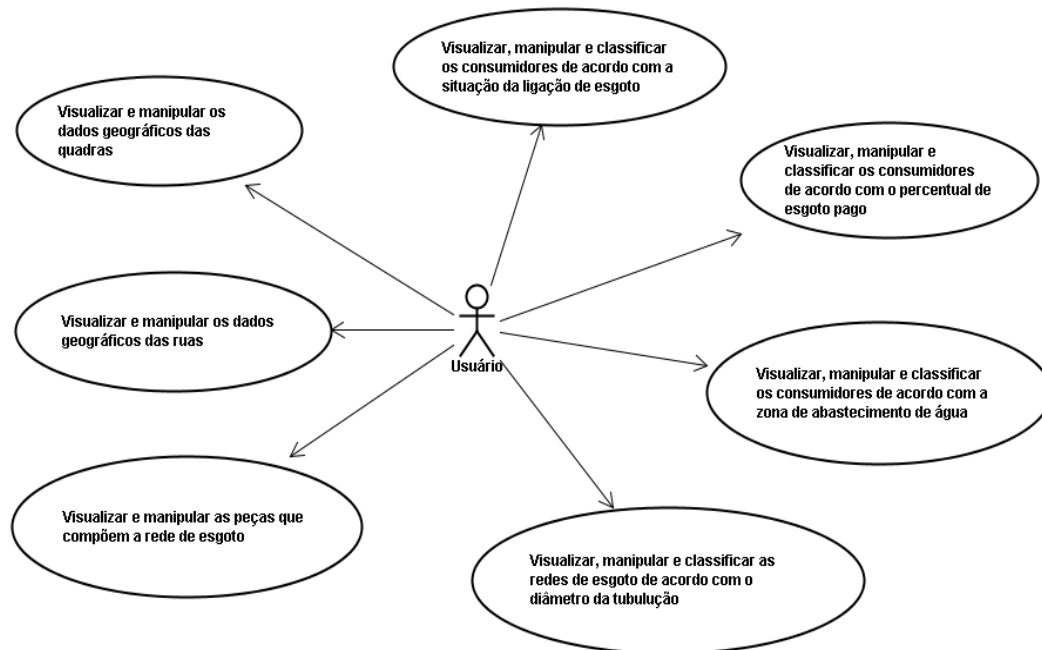 Visualizar, manipular e classificar
os consumidores de acordo com a
situação da ligação de esgoto
Visualizar e manipular os
dados geográficos das
quadras
Visualizar, manipular e
classificar os consumidores
de acordo com o percentual de
esgoto pago
Visualizar e manipular os dados
geográficos das ruas
Usuário
Visualizar, manipular e classificar
os consumidores de acordo com a
zona de abastecimento de água
Visualizar e manipular as peças que
compõem a rede de esgoto
Visualizar, manipular e classificar as
redes de esgoto de acordo com o
diâmetro da tubulução